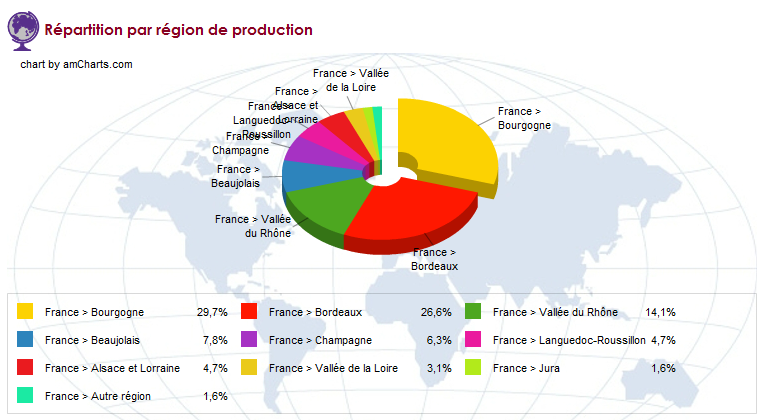 Répartition par région de production
chart by amCharts.com
France > Vallée
de la Loire
France >
Alsace et
Lorraine
France >
Languedoc-
Roussillon
France >
Champagne
France >
Beaujolais
France > Vallée
du Rhône
France >
Bourgogne
France >
Bordeaux
France > Bourgogne 29,7%
France > Bordeaux 26,6%
France > Vallée du Rhône 14,1%
France > Beaujolais 7,8%
France > Champagne 6,3%
France > Languedoc-Roussillon 4,7%
France > Alsace et Lorraine 4,7%
France > Vallée de la Loire 3,1%
France > Jura 1,6%
France > Autre région 1,6%